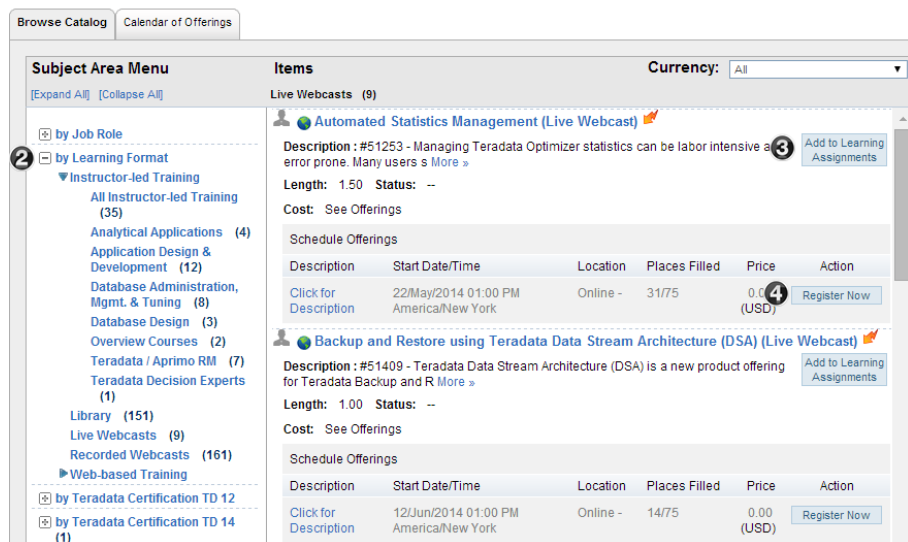 Browse Catalog
Calendar of Offerings
Subject Area Menu
[Expand All] [Collapse All]
by Job Role
2
by Learning Format
Instructor-led Training
All Instructor-led Training
(35)
Analytical Applications (4)
Application Design &
Development (12)
Database Administration,
Mgmt. & Tuning (8)
Database Design (3)
Overview Courses (2)
Teradata / Aprimo RM (7)
Teradata Decision Experts
(1)
Library (151)
Live Webcasts (9)
Recorded Webcasts (161)
Web-based Training
by Teradata Certification TD 12
by Teradata Certification TD 14
(1)
Items
Currency: All
Live Webcasts (9)
Automated Statistics Management (Live Webcast)
Description : #51253 - Managing Teradata Optimizer statistics can be labor intensive a
error prone. Many users s More »
3
Add to Learning
Assignments
Length: 1.50 Status: --
Cost: See Offerings
Schedule Offerings
Description Start Date/Time Location Places Filled Price Action
Click for 22/May/2014 01:00 PM Online - 31/75 0.0 4 Register Now
Description America/New York (USD)
Backup and Restore using Teradata Data Stream Architecture (DSA) (Live Webcast)
Description : #51409 - Teradata Data Stream Architecture (DSA) is a new product offering
for Teradata Backup and R More »
Add to Learning
Assignments
Length: 1.00 Status: --
Cost: See Offerings
Schedule Offerings
Description Start Date/Time Location Places Filled Price Action
Click for 12/Jun/2014 01:00 PM Online - 14/75 0.00 Register Now
Description America/New York (USD)